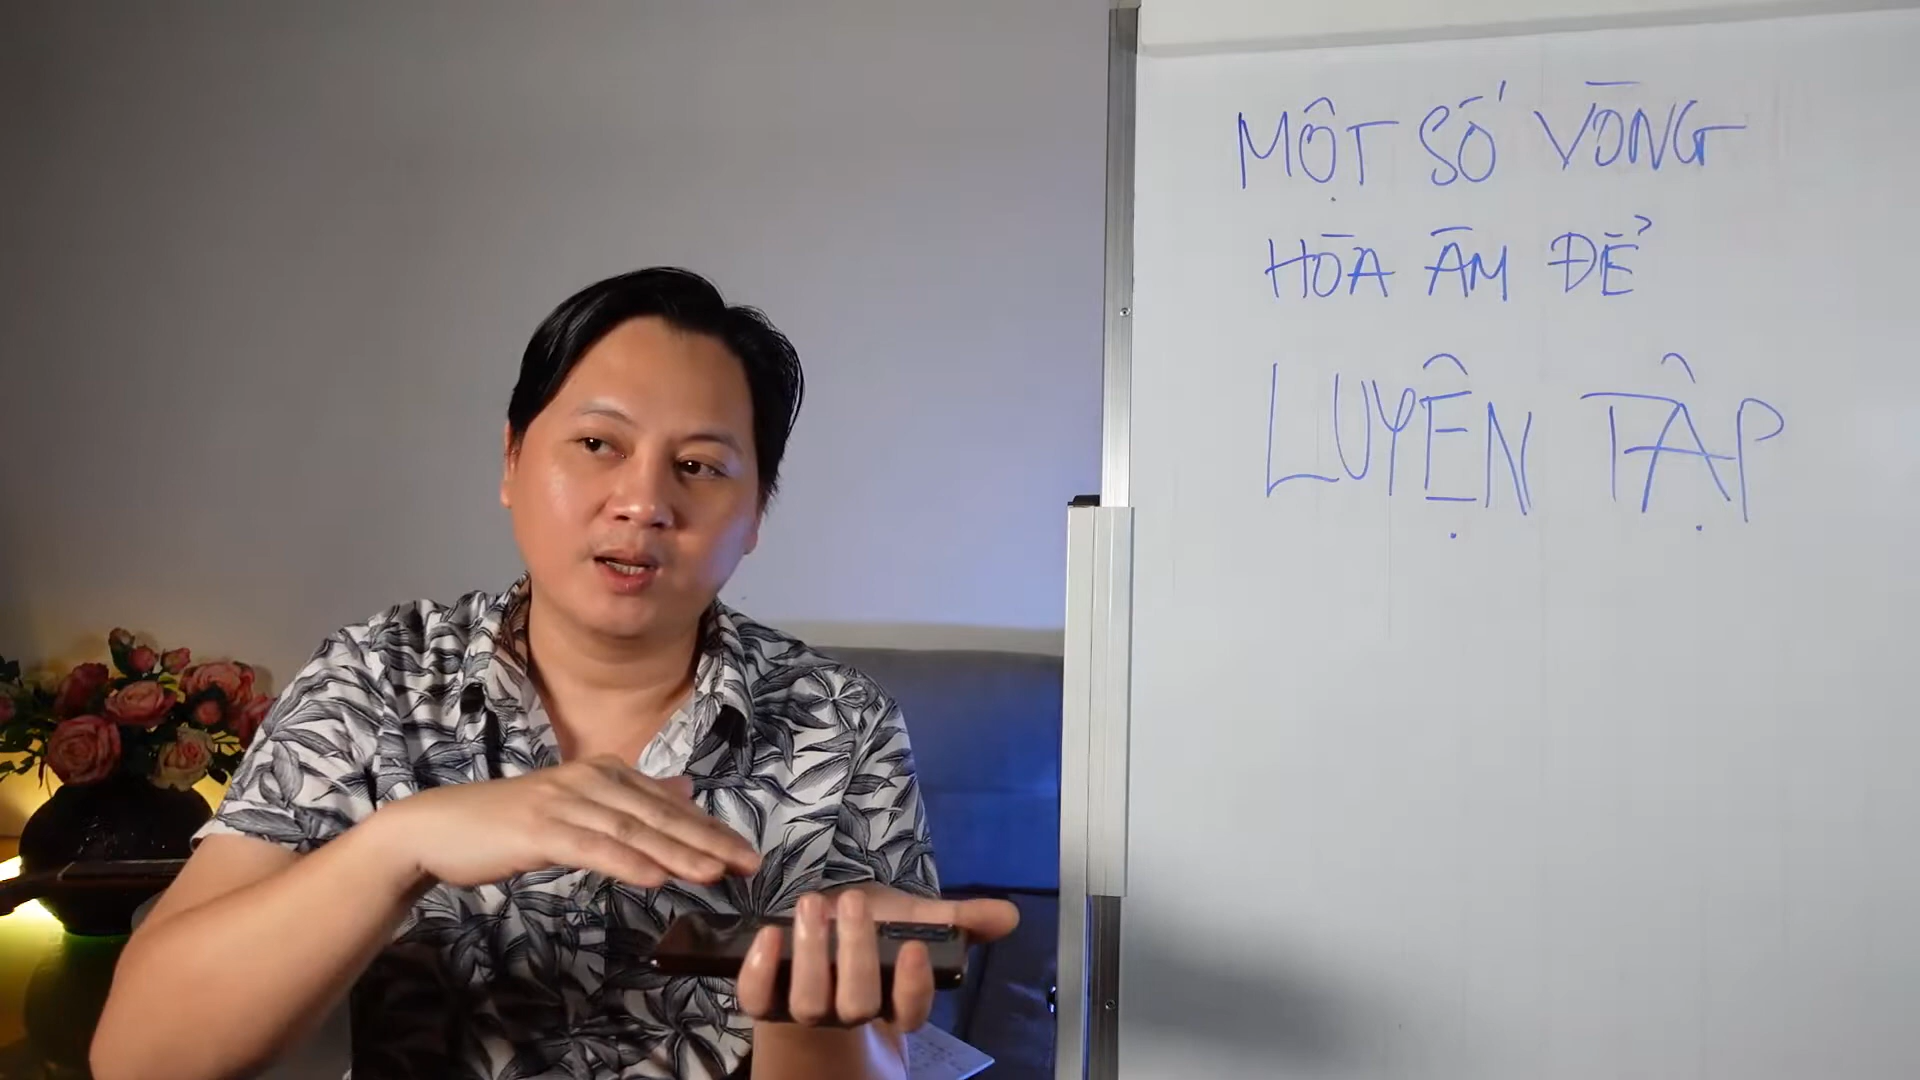 MỘT SỐ VÒNG
HÒA ÂM ĐỂ
LUYỆN TẬP